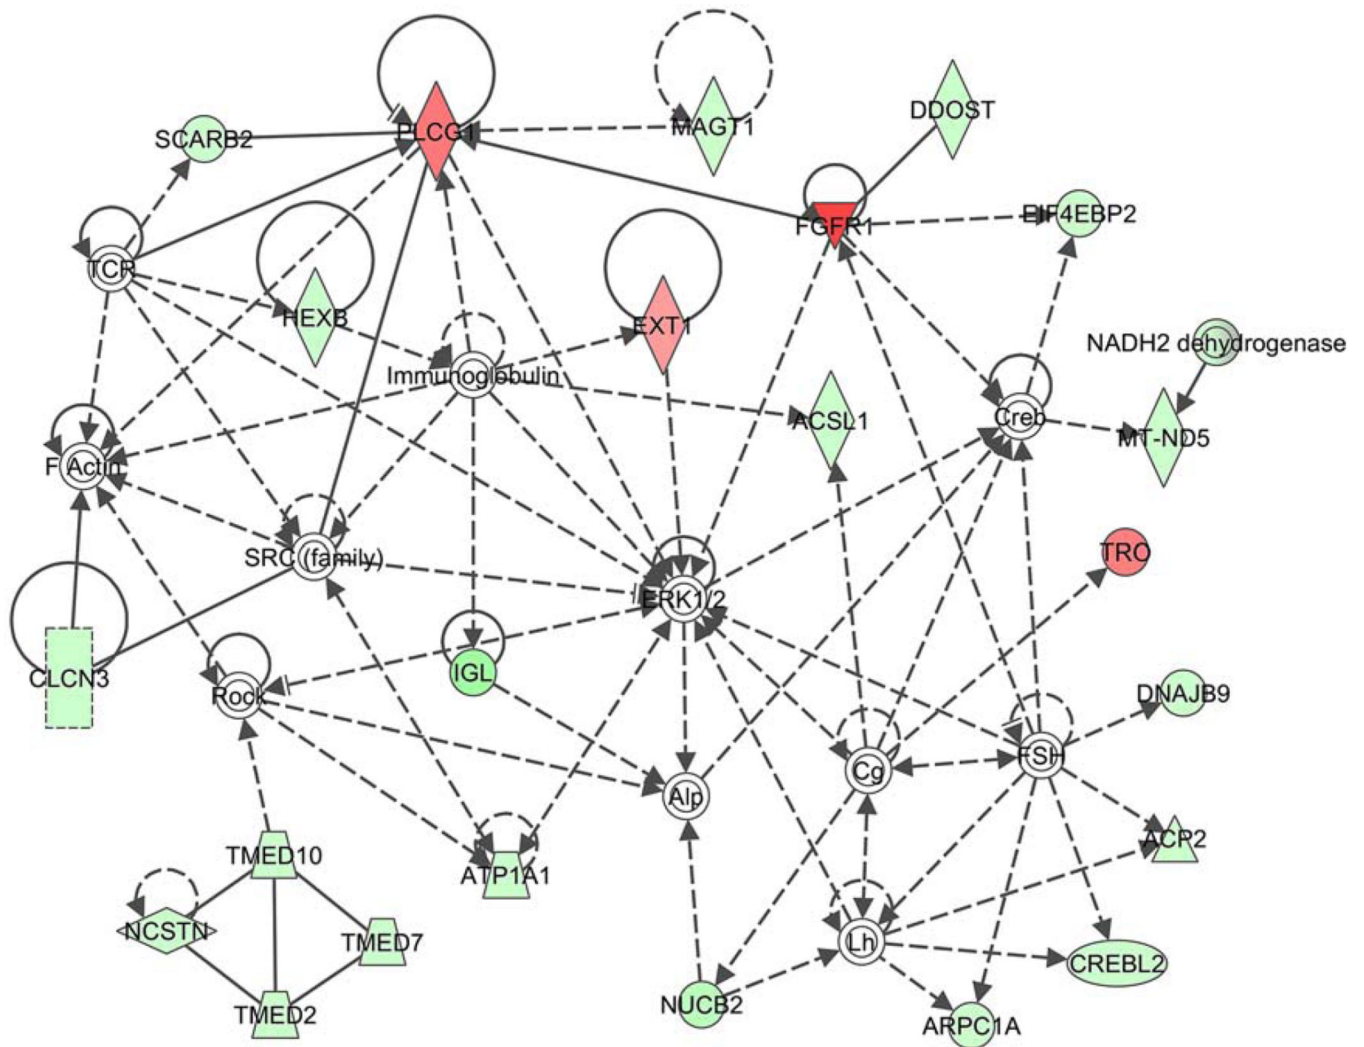 DDOST
PLCG1
MAGT1
SCARB2
EIF4EBP2
FGFR1
TCR
HEXB
EXT1
NADH2 dehydrogenase
Immunoglobulin
Creb
ACSL1
MT-ND5
F Actin
TRO
SRC (family)
ERK1/2
CLCN3
IGL
Rock
DNAJB9
FSH
Cg
Alp
ACP2
TMED10
ATP1A1
NCSTN
TMED7
Lh
CREBL2
NUCB2
TMED2
ARPC1A